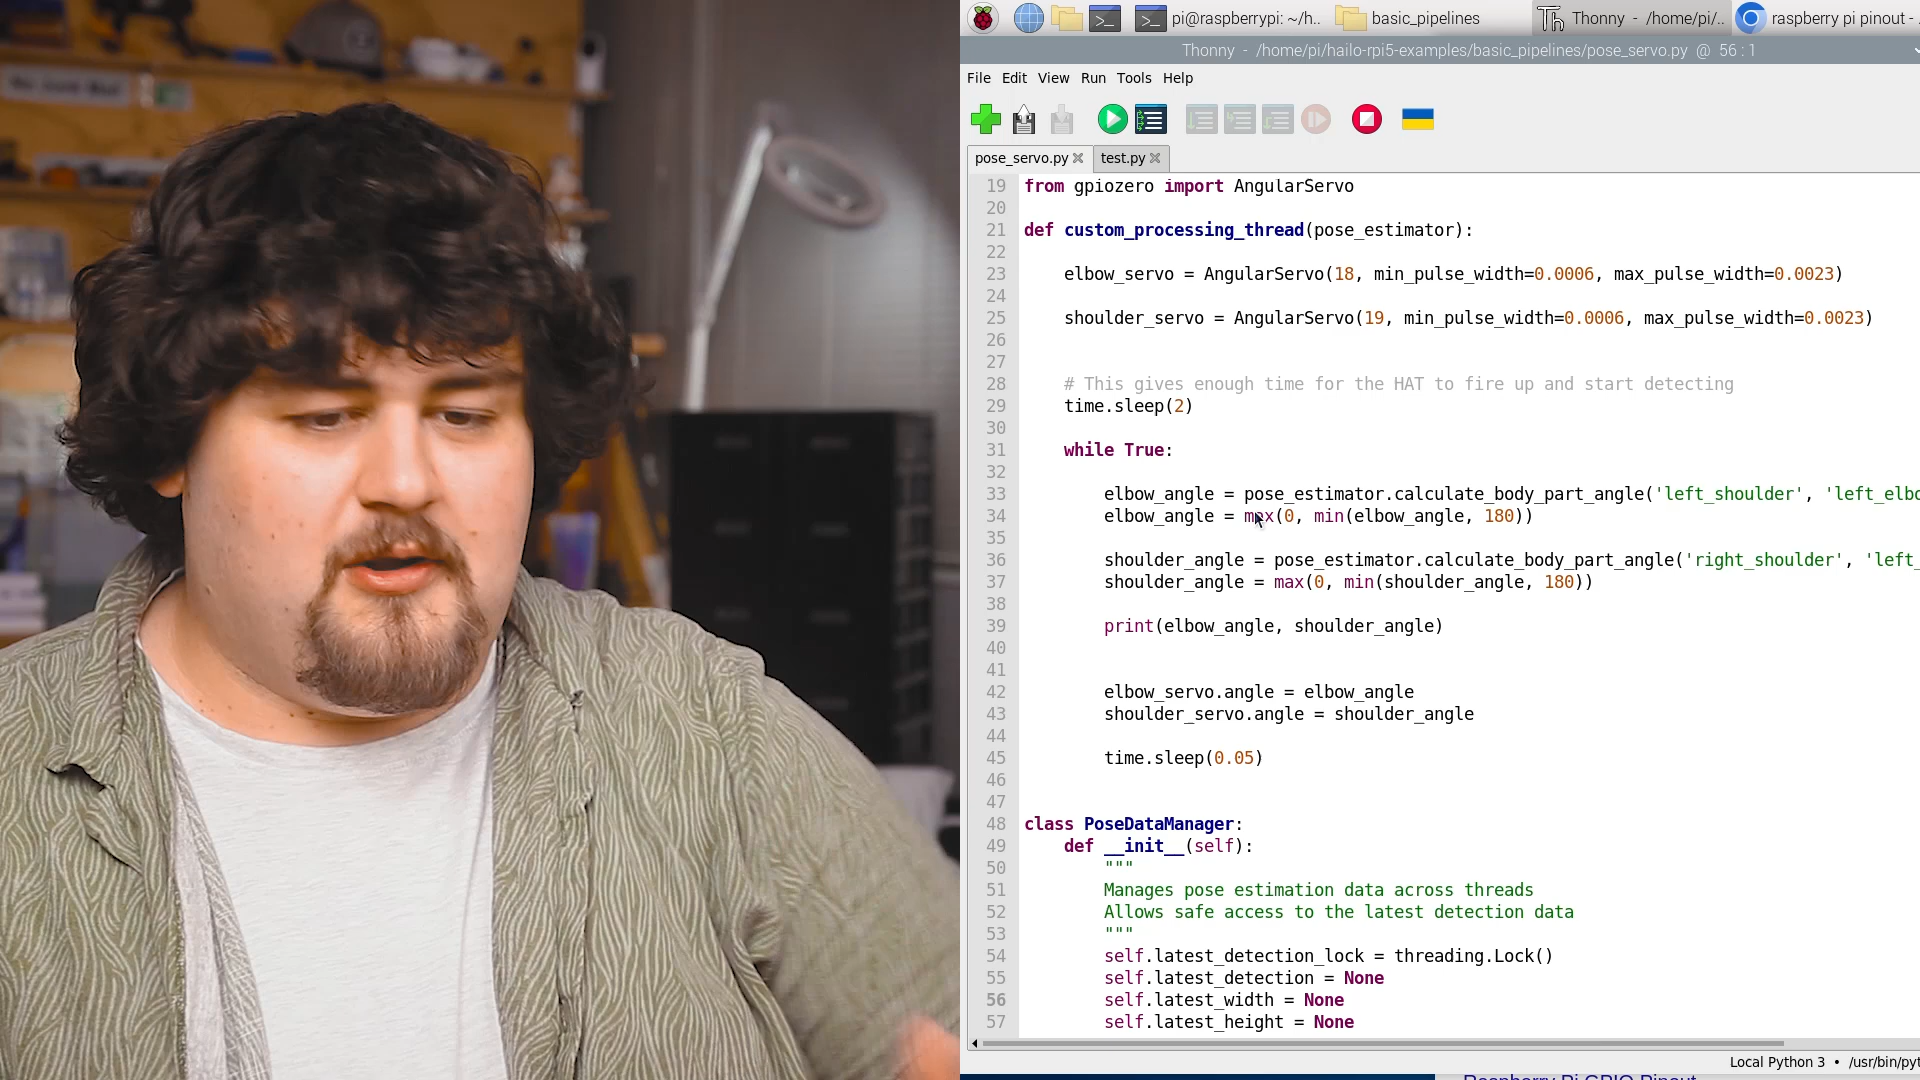 pi@raspberrypi: ~/h..
basic_pipelines
Thonny - /home/pi/..
raspberry pi pinout -
Thonny - /home/pi/hailo-rpi5-examples/basic_pipelines/pose_servo.py @ 56 : 1
File Edit View Run Tools Help
pose_servo.py
test.py
19 from gpiozero import AngularServo
20
21 def custom_processing_thread(pose_estimator):
22
23 elbow_servo = AngularServo(18, min_pulse_width=0.0006, max_pulse_width=0.0023)
24
25 shoulder_servo = AngularServo(19, min_pulse_width=0.0006, max_pulse_width=0.0023)
26
27
28 # This gives enough time for the HAT to fire up and start detecting
29 time.sleep(2)
30
31 while True:
32
33 elbow_angle = pose_estimator.calculate_body_part_angle('left_shoulder', 'left_elbo
34 elbow_angle = max(0, min(elbow_angle, 180))
35
36 shoulder_angle = pose_estimator.calculate_body_part_angle('right_shoulder', 'left_
37 shoulder_angle = max(0, min(shoulder_angle, 180))
38
39 print(elbow_angle, shoulder_angle)
40
41
42 elbow_servo.angle = elbow_angle
43 shoulder_servo.angle = shoulder_angle
44
45 time.sleep(0.05)
46
47
48 class PoseDataManager:
49 def __init__(self):
50 """
51 Manages pose estimation data across threads
52 Allows safe access to the latest detection data
53 """
54 self.latest_detection_lock = threading.Lock()
55 self.latest_detection = None
56 self.latest_width = None
57 self.latest_height = None
Local Python 3 • /usr/bin/pyt
Raspberry Pi GPIO Pinout